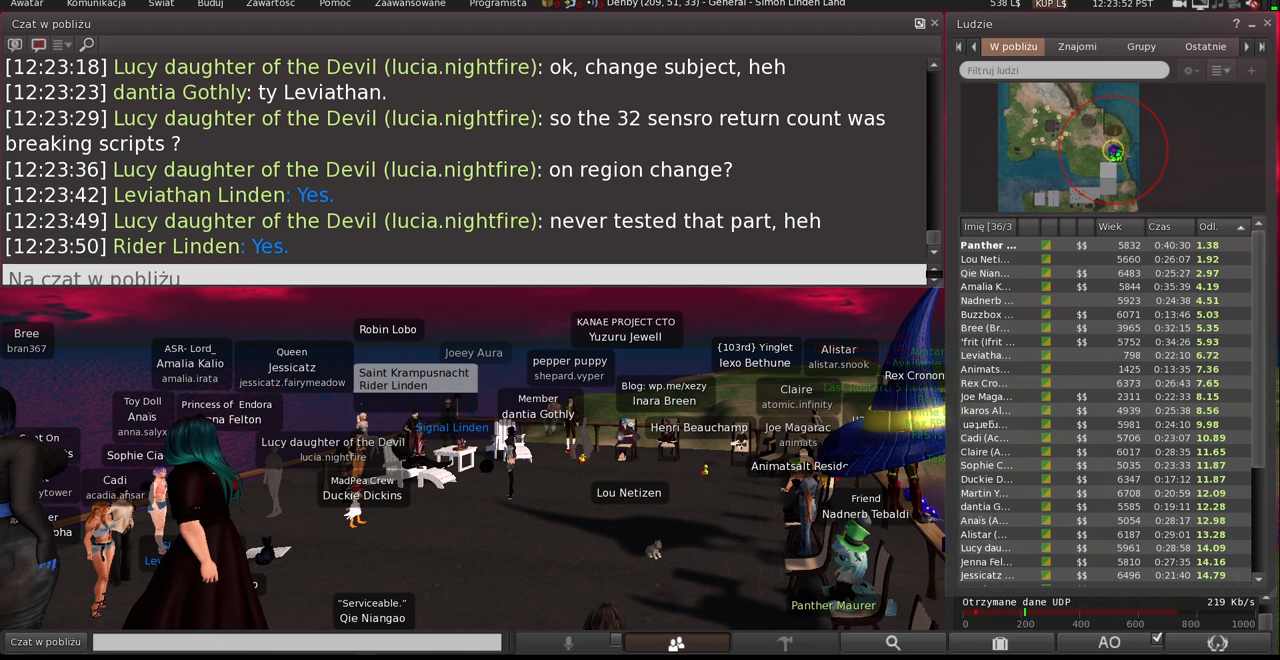 Awatar Komunikacja Świat Buduj Zawartość Pomoc Zaawansowane Programista Denby (209, 51, 33) - General - Simon Linden Land 538 L$ KUP L$ 12:23:52 PST
Czat w pobliżu
[12:23:18] Lucy daughter of the Devil (lucia.nightfire): ok, change subject, heh
[12:23:23] dantia Gothly: ty Leviathan.
[12:23:29] Lucy daughter of the Devil (lucia.nightfire): so the 32 sensro return count was
breaking scripts ?
[12:23:36] Lucy daughter of the Devil (lucia.nightfire): on region change?
[12:23:42] Leviathan Linden: Yes.
[12:23:49] Lucy daughter of the Devil (lucia.nightfire): never tested that part, heh
[12:23:50] Rider Linden: Yes.
Na czat w pobliżu
Bree
bran367
ASR- Lord_
Amalia Kalio
amalia.irata
Queen
Jessicatz
jessicatz.fairymeadow
Robin Lobo
Joeey Aura
Saint Krampusnacht
Rider Linden
KANAE PROJECT CTO
Yuzuru Jewell
pepper puppy
shepard.vyper
{103rd} Yinglet
Iexo Bethune
Alistar
alistar.snook
Rex Cronon
Blog: wp.me/xezy
Inara Breen
Claire
atomic.infinity
Toy Doll
Anais
anna.salyx
Princess of Endora
nna Felton
Member
dantia Gothly
Signal Linden
Henri Beauchamp
Joe Magarac
animats
Lucy daughter of the Devil
lucia.nightfire
Sophie Cia
Animatsalt Reside
Cadi
acadia.ahsar
MadPea Crew
Duckie Dickins
Lou Netizen
Friend
Nadnerb Tebaldi
Panther Maurer
"Serviceable."
Qie Niangao
Czat w pobliżu
Ludzie
W pobliżu Znajomi Grupy Ostatnie
Filtruj ludzi
Imię [36/3 Wiek Czas Odl.
Panther ... $$ 5832 0:40:30 1.38
Lou Neti... 5660 0:26:07 1.92
Qie Nian... $$ 6483 0:25:27 2.97
Amalia K... $$ 5844 0:35:39 4.19
Nadnerb ... 5923 0:24:38 4.51
Buzzbox ... $$ 6071 0:13:46 5.03
Bree (Br... $$ 3965 0:32:15 5.35
'frit (Ifrit ... $$ 5752 0:34:26 5.93
Leviatha... 798 0:22:10 6.72
Animats... 1425 0:13:35 7.36
Rex Cro... 6373 0:26:43 7.65
Joe Maga... $$ 2311 0:22:33 8.15
Ikaros Al... $$ 4939 0:25:28 8.56
$$ 5981 0:24:10 9.98
Cadi (Ac... $$ 5706 0:23:07 10.89
Claire (A... $$ 6017 0:28:35 11.65
Sophie C... $$ 5035 0:23:33 11.87
Duckie D... $$ 6347 0:17:12 11.87
Martin Y... $$ 6708 0:20:59 12.09
dantia G... $$ 5585 0:19:11 12.28
Anaïs (A... $$ 5054 0:28:17 12.98
Alistar (... $$ 6187 0:29:01 13.28
Lucy dau... $$ 5961 0:28:58 14.09
Jenna Fel... $$ 5810 0:27:35 14.16
Jessicatz ... $$ 6496 0:21:40 14.79
Otrzymane dane UDP 219 Kb/s
0 200 400 600 800 1000
AO